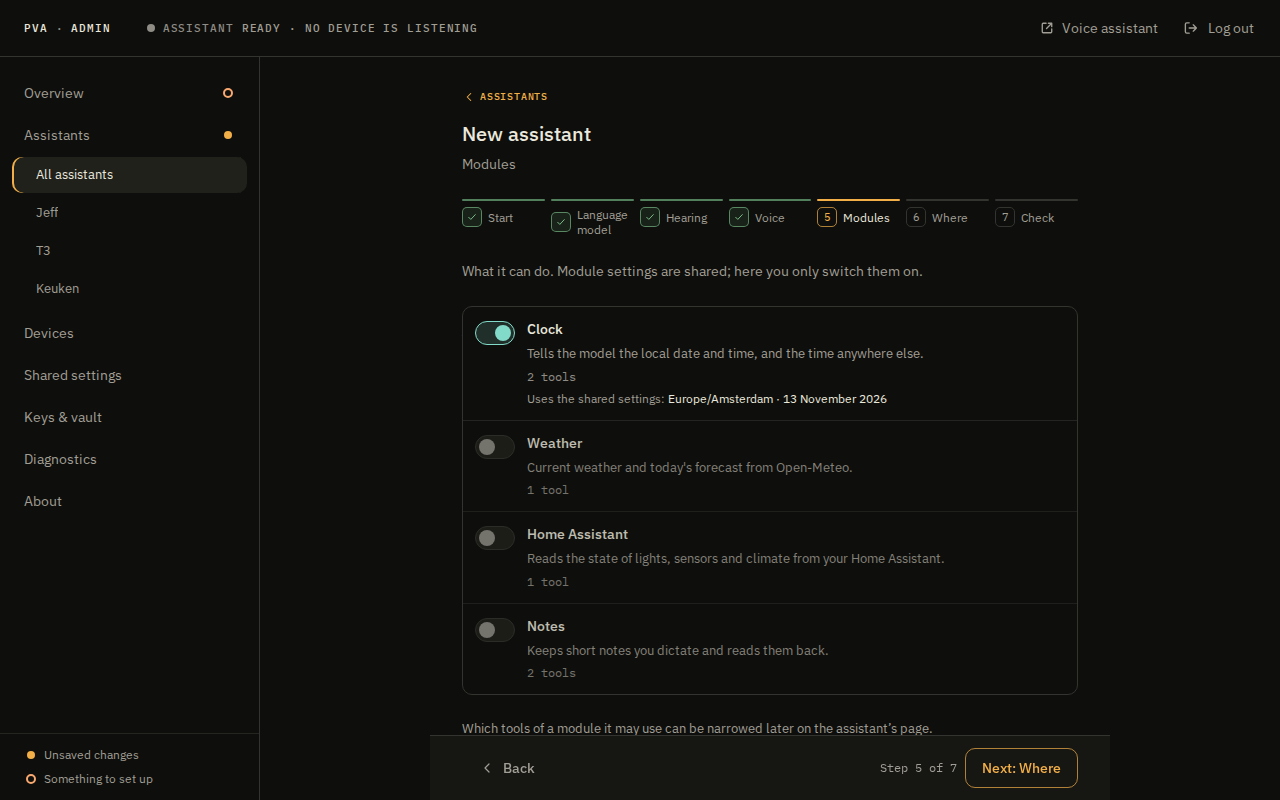 PVA · ADMIN
ASSISTANT READY · NO DEVICE IS LISTENING
Voice assistant
Log out
Overview
Assistants
All assistants
Jeff
T3
Keuken
Devices
Shared settings
Keys & vault
Diagnostics
About
Unsaved changes
Something to set up
ASSISTANTS
New assistant
Modules
Start
Language
model
Hearing
Voice
5 Modules
6 Where
7 Check
What it can do. Module settings are shared; here you only switch them on.
Clock
Tells the model the local date and time, and the time anywhere else.
2 tools
Uses the shared settings: Europe/Amsterdam · 13 November 2026
Weather
Current weather and today's forecast from Open-Meteo.
1 tool
Home Assistant
Reads the state of lights, sensors and climate from your Home Assistant.
1 tool
Notes
Keeps short notes you dictate and reads them back.
2 tools
Which tools of a module it may use can be narrowed later on the assistant’s page.
Back
Step 5 of 7
Next: Where